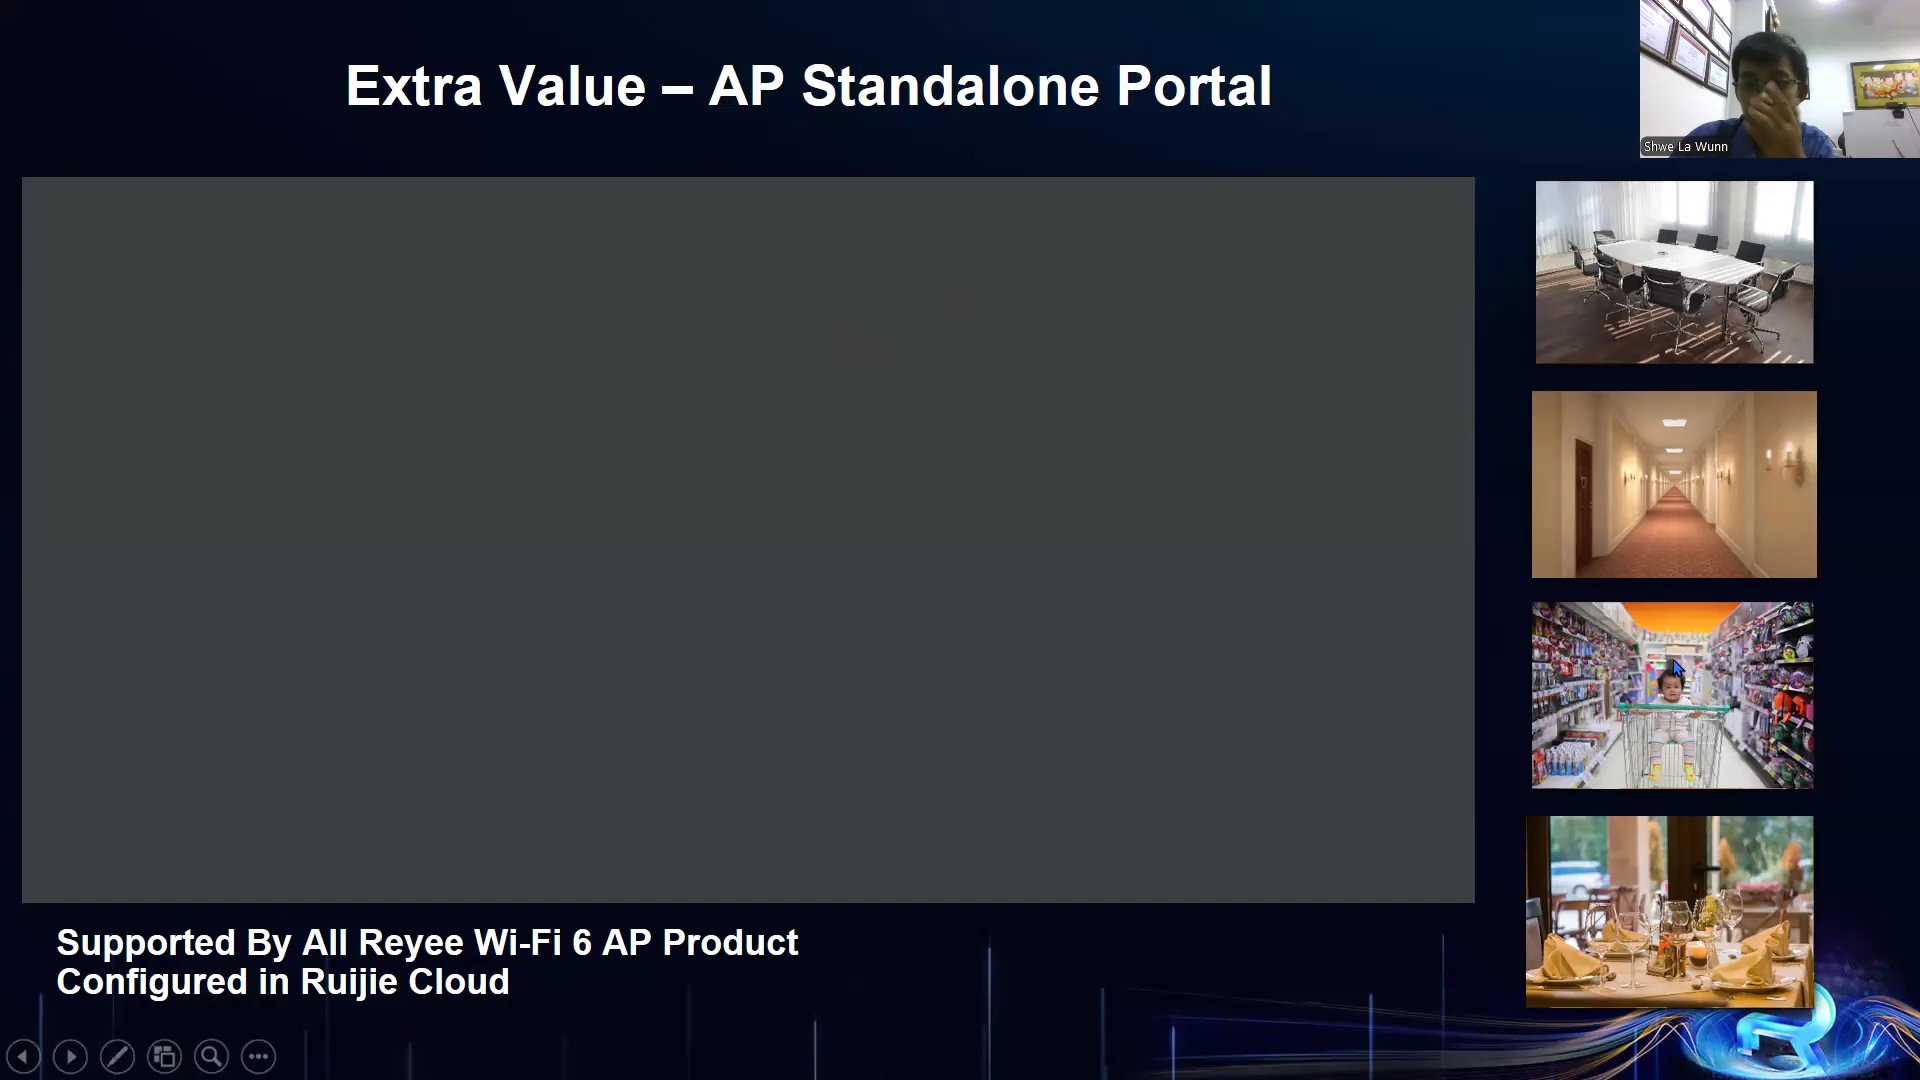 Extra Value – AP Standalone Portal
Shwe La Wunn
Supported By All Reyee Wi-Fi 6 AP Product
Configured in Ruijie Cloud